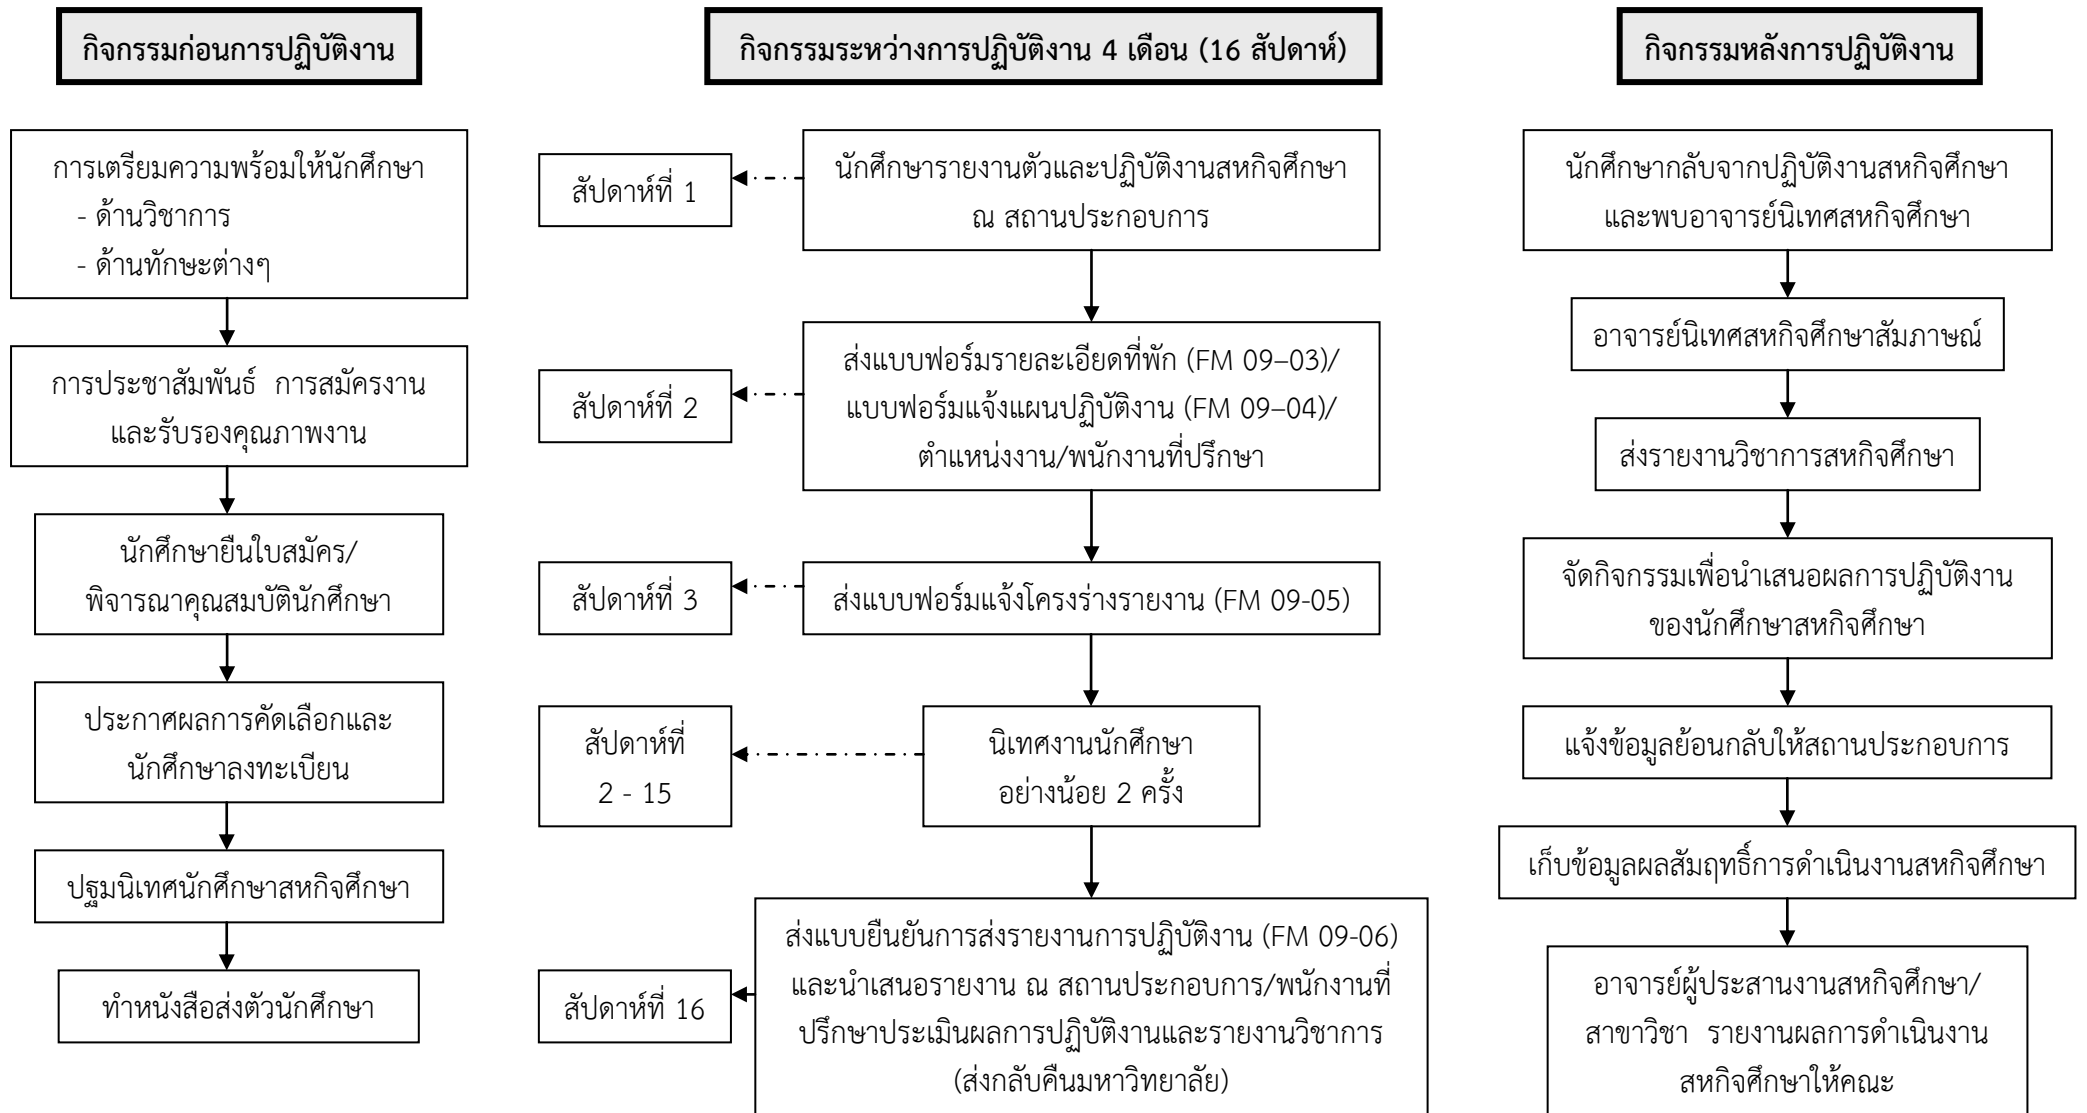 กิจกรรมก่อนการปฏิบัติงาน
การเตรียมความพร้อมให้นักศึกษา
- ด้านวิชาการ
- ด้านทักษะต่างๆ
การประชาสัมพันธ์ การสมัครงาน
และรับรองคุณภาพงาน
นักศึกษายืนใบสมัคร/
พิจารณาคุณสมบัตินักศึกษา
ประกาศผลการคัดเลือกและ
นักศึกษาลงทะเบียน
ปฐมนิเทศนักศึกษาสหกิจศึกษา
ทำหนังสือส่งตัวนักศึกษา
กิจกรรมระหว่างการปฏิบัติงาน 4 เดือน (16 สัปดาห์)
สัปดาห์ที่ 1
นักศึกษารายงานตัวและปฏิบัติงานสหกิจศึกษา
ณ สถานประกอบการ
สัปดาห์ที่ 2
ส่งแบบฟอร์มรายละเอียดที่พัก (FM 09–03)/
แบบฟอร์มแจ้งแผนปฏิบัติงาน (FM 09–04)/
ตำแหน่งงาน/พนักงานที่ปรึกษา
สัปดาห์ที่ 3
ส่งแบบฟอร์มแจ้งโครงร่างรายงาน (FM 09-05)
สัปดาห์ที่
2 - 15
นิเทศงานนักศึกษา
อย่างน้อย 2 ครั้ง
สัปดาห์ที่ 16
ส่งแบบยืนยันการส่งรายงานการปฏิบัติงาน (FM 09-06)
และนำเสนอรายงาน ณ สถานประกอบการ/พนักงานที่
ปรึกษาประเมินผลการปฏิบัติงานและรายงานวิชาการ
(ส่งกลับคืนมหาวิทยาลัย)
กิจกรรมหลังการปฏิบัติงาน
นักศึกษากลับจากปฏิบัติงานสหกิจศึกษา
และพบอาจารย์นิเทศสหกิจศึกษา
อาจารย์นิเทศสหกิจศึกษาสัมภาษณ์
ส่งรายงานวิชาการสหกิจศึกษา
จัดกิจกรรมเพื่อนำเสนอผลการปฏิบัติงาน
ของนักศึกษาสหกิจศึกษา
แจ้งข้อมูลย้อนกลับให้สถานประกอบการ
เก็บข้อมูลผลสัมฤทธิ์การดำเนินงานสหกิจศึกษา
อาจารย์ผู้ประสานงานสหกิจศึกษา/
สาขาวิชา รายงานผลการดำเนินงาน
สหกิจศึกษาให้คณะ